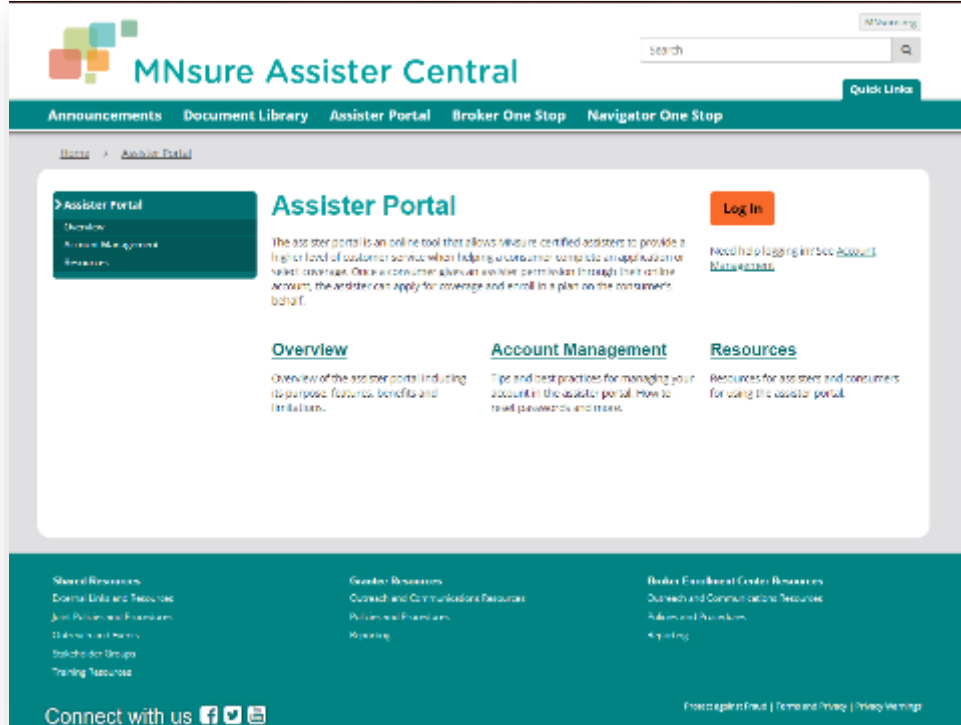 MNsure.org
Search
MNsure Assister Central
Quick Links
Announcements Document Library Assister Portal Broker One Stop Navigator One Stop
Home > Assister Portal
Assister Portal
Overview
Account Management
Resources
Assister Portal
The assister portal is an online tool that allows MNsure certified assisters to provide a
higher level of customer service when helping a consumer complete an application or
select coverage. Once a consumer gives an assister permission through their online
account, the assister can apply for coverage and enroll in a plan on the consumer's
behalf.
Log In
Need help logging in? See Account
Management.
Overview
Overview of the assister portal including
its purpose, features, benefits and
limitations.
Account Management
Tips and best practices for managing your
account in the assister portal. How to
reset passwords and more.
Resources
Resources for assisters and consumers
for using the assister portal.
Shared Resources
External Links and Resources
Joint Policies and Procedures
Outreach and Events
Stakeholder Groups
Training Resources
Grantee Resources
Outreach and Communications Resources
Policies and Procedures
Reporting
Broker Enrollment Center Resources
Outreach and Communications Resources
Policies and Procedures
Reporting
Connect with us
Protect against Fraud | Terms and Privacy | Privacy Warnings